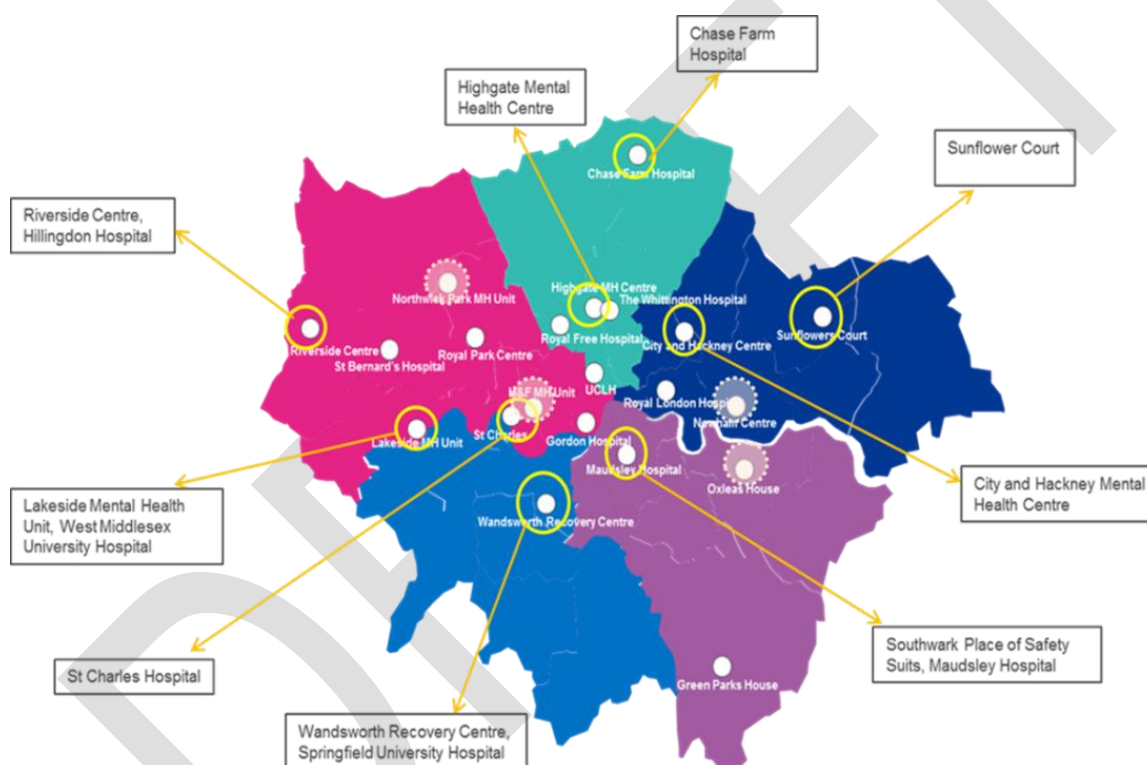 Chase Farm
Hospital
Highgate Mental
Health Centre
Sunflower Court
Riverside Centre,
Hillingdon Hospital
Chase Farm Hospital
Northwick Park MH Unit
Highgate MH Centre
The Whittington Hospital
Riverside Centre
St Bernard's Hospital
Royal Park Centre
Royal Free Hospital
City and Hackney Centre
Sunflowers Court
UCLH
MH Unit
Royal London Hospital
Newham Centre
Lakeside MH Unit
St Charles
Gordon Hospital
Maudsley Hospital
Oxleas House
Lakeside Mental Health
Unit, West Middlesex
University Hospital
City and Hackney Mental
Health Centre
Wandsworth Recovery Centre
Southwark Place of Safety
Suits, Maudsley Hospital
St Charles Hospital
Green Parks House
Wandsworth Recovery Centre,
Springfield University Hospital
DRAFT